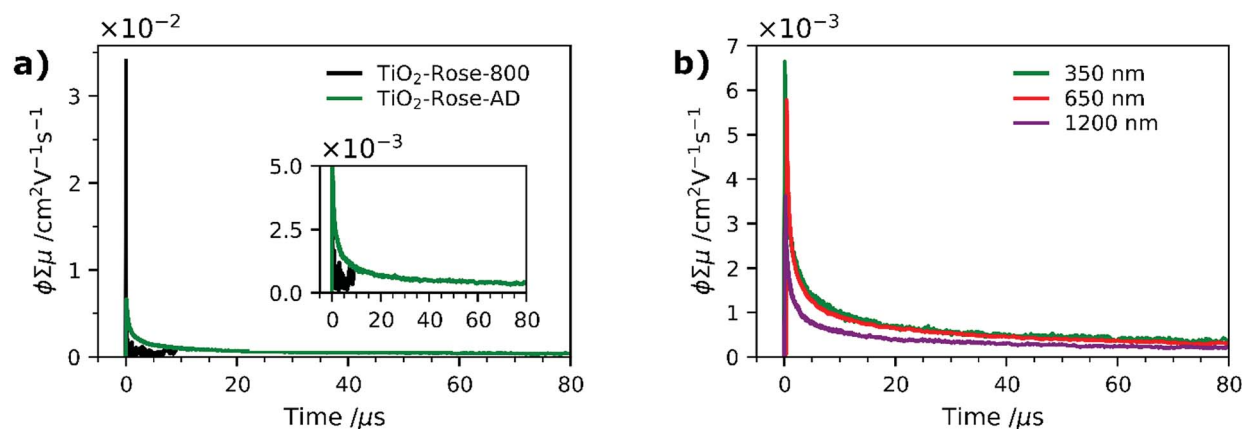 a)
×10⁻²
ϕΣμ /cm²V⁻¹s⁻¹
3
2
1
0
TiO₂-Rose-800
TiO₂-Rose-AD
×10⁻³
5.0
2.5
0.0
0 20 40 60 80
0 20 40 60 80
Time /μs
b)
×10⁻³
ϕΣμ /cm²V⁻¹s⁻¹
7
6
5
4
3
2
1
0
350 nm
650 nm
1200 nm
0 20 40 60 80
Time /μs